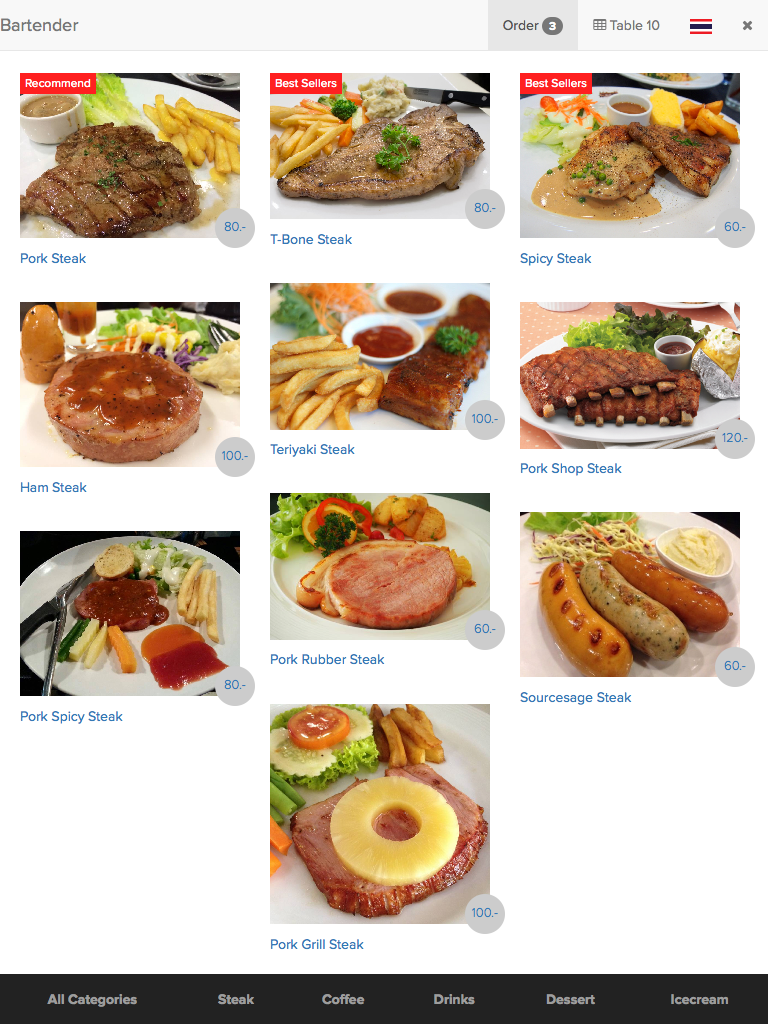 Bartender
Order 3
Table 10
Recommend
80.-
Pork Steak
Best Sellers
80.-
T-Bone Steak
Best Sellers
60.-
Spicy Steak
100.-
Ham Steak
100.-
Teriyaki Steak
120.-
Pork Shop Steak
80.-
Pork Spicy Steak
60.-
Pork Rubber Steak
60.-
Sourcesage Steak
100.-
Pork Grill Steak
All Categories Steak Coffee Drinks Dessert Icecream